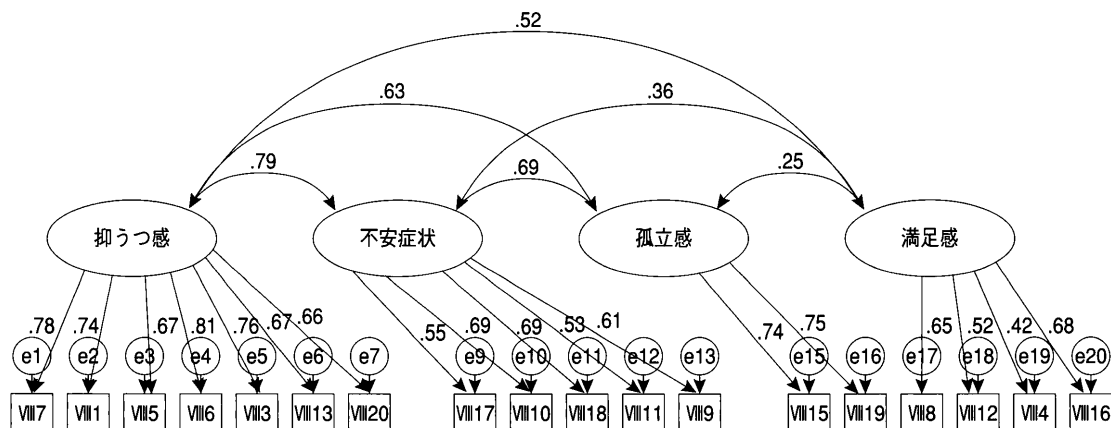 .52
.63
.36
.79
.69
.25
抑うつ感
不安症状
孤立感
満足感
.78
.74
.67
.81
.76
.67
.66
.55
.69
.69
.53
.61
.74
.75
.65
.52
.42
.68
e1
e2
e3
e4
e5
e6
e7
e9
e10
e11
e12
e13
e15
e16
e17
e18
e19
e20
Ⅷ7
Ⅷ1
Ⅷ5
Ⅷ6
Ⅷ3
Ⅷ13
Ⅷ20
Ⅷ17
Ⅷ10
Ⅷ18
Ⅷ11
Ⅷ9
Ⅷ15
Ⅷ19
Ⅷ8
Ⅷ12
Ⅷ4
Ⅷ16